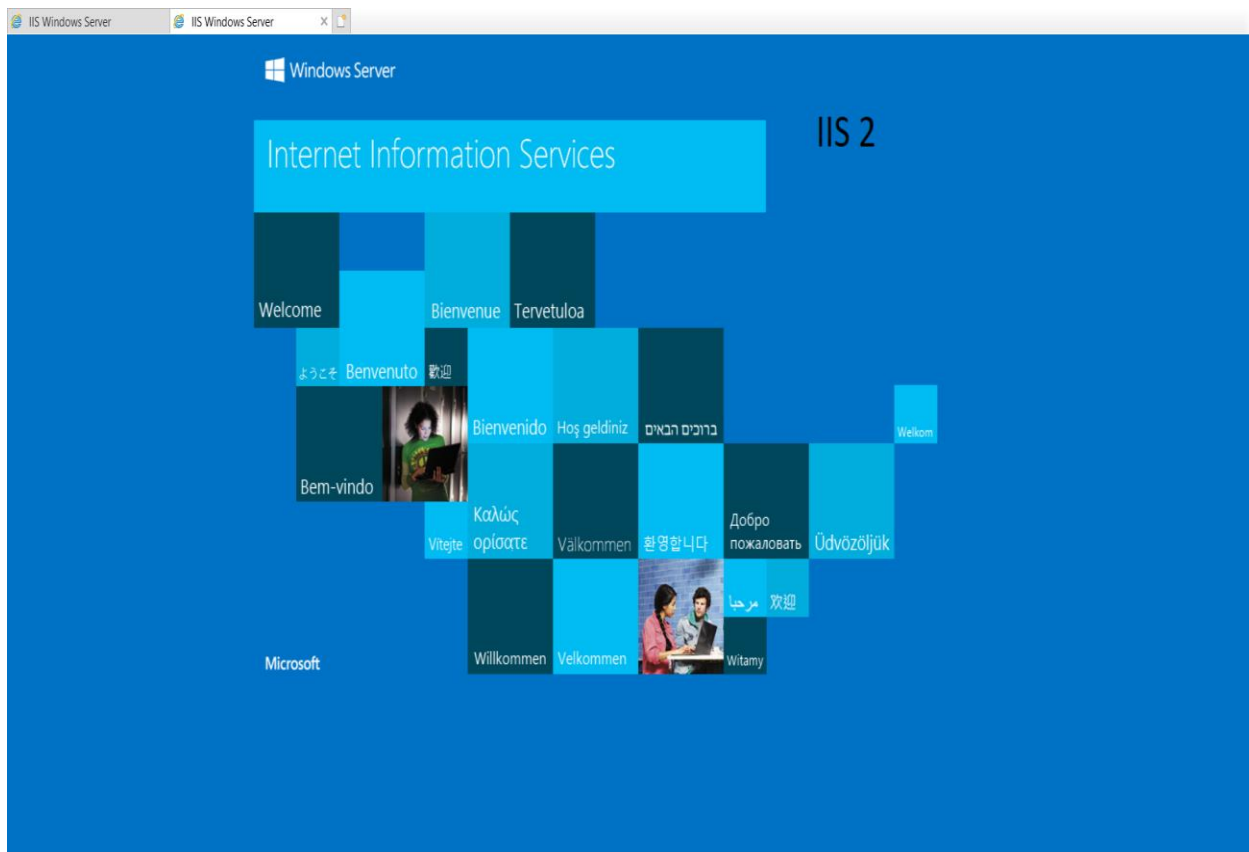 IIS Windows Server
IIS Windows Server
Windows Server
IIS 2
Internet Information Services
Welcome
Bienvenue
Tervetuloa
ようこそ
Benvenuto
歡迎
Bienvenido
Hoş geldiniz
ברוכים הבאים
Welkom
Bem-vindo
Vítejte
Καλώς
ορίσατε
Välkommen
환영합니다
Добро
пожаловать
Üdvözöljük
مرحبا
欢迎
Microsoft
Willkommen
Velkommen
Witamy